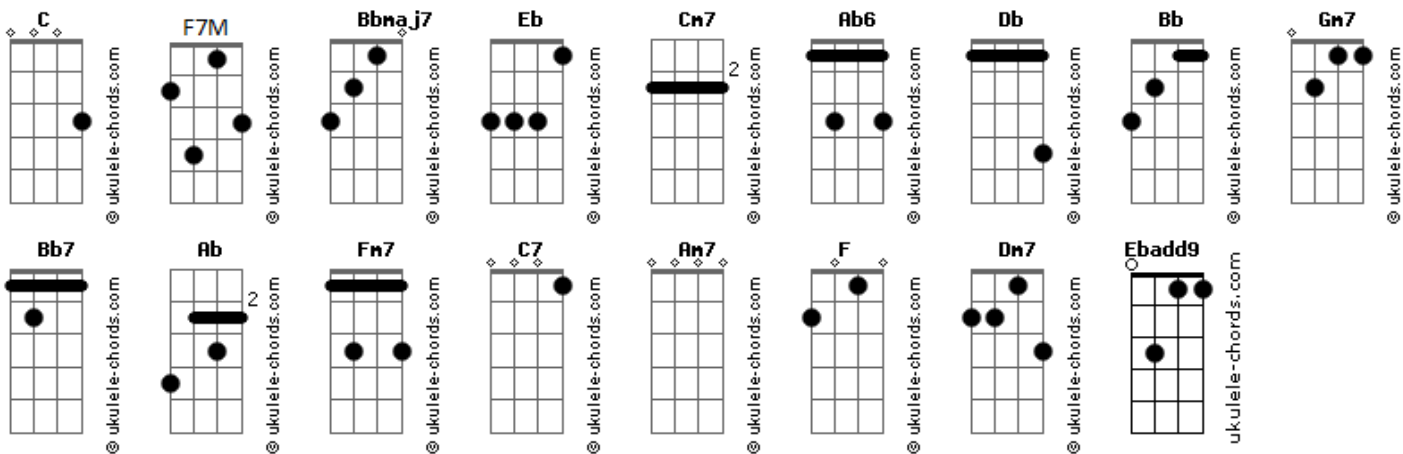 C F7M Bbmaj7 Eb Cm7 Ab6 Db Bb Gm7
2
© ukulele-chords.com © ukulele-chords.com © ukulele-chords.com © ukulele-chords.com © ukulele-chords.com © ukulele-chords.com © ukulele-chords.com © ukulele-chords.com © ukulele-chords.com
Bb7 Ab Fm7 C7 Am7 F Dm7 Ebadd9
2
© ukulele-chords.com © ukulele-chords.com © ukulele-chords.com © ukulele-chords.com © ukulele-chords.com © ukulele-chords.com © ukulele-chords.com ukulele-chords.com